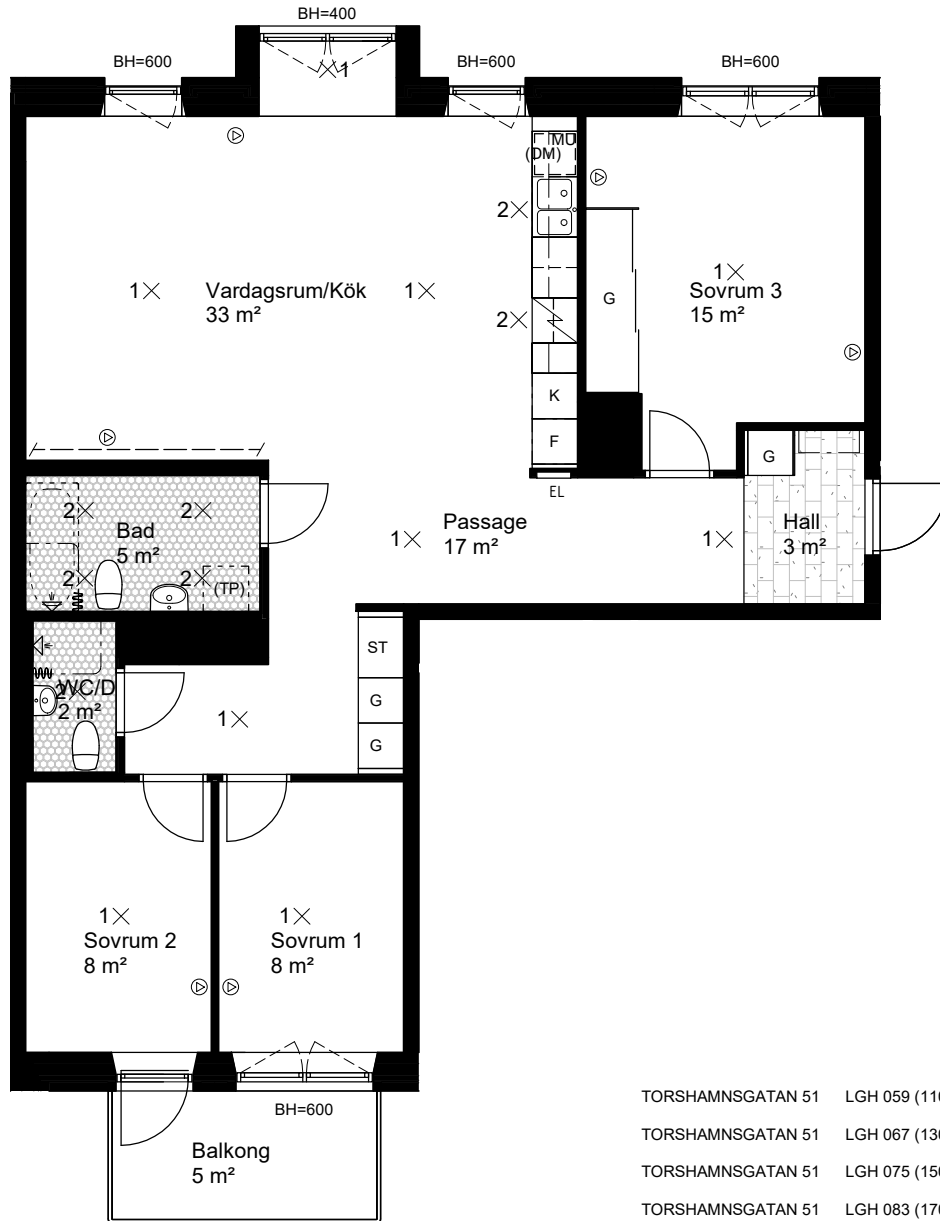 BH=400
BH=600
BH=600
BH=600
1
MU
(DM)
2
1
Vardagsrum/Kök
33 m²
1
2
K
F
EL
1
Sovrum 3
15 m²
G
G
Hall
3 m²
2
2
Bad
5 m²
2
2
(TP)
1
Passage
17 m²
1
ST
G
G
2
WC/D
2 m²
1
1
Sovrum 2
8 m²
1
Sovrum 1
8 m²
BH=600
Balkong
5 m²
TORSHAMNSGATAN 51 LGH 059 (110
TORSHAMNSGATAN 51 LGH 067 (130
TORSHAMNSGATAN 51 LGH 075 (150
TORSHAMNSGATAN 51 LGH 083 (170